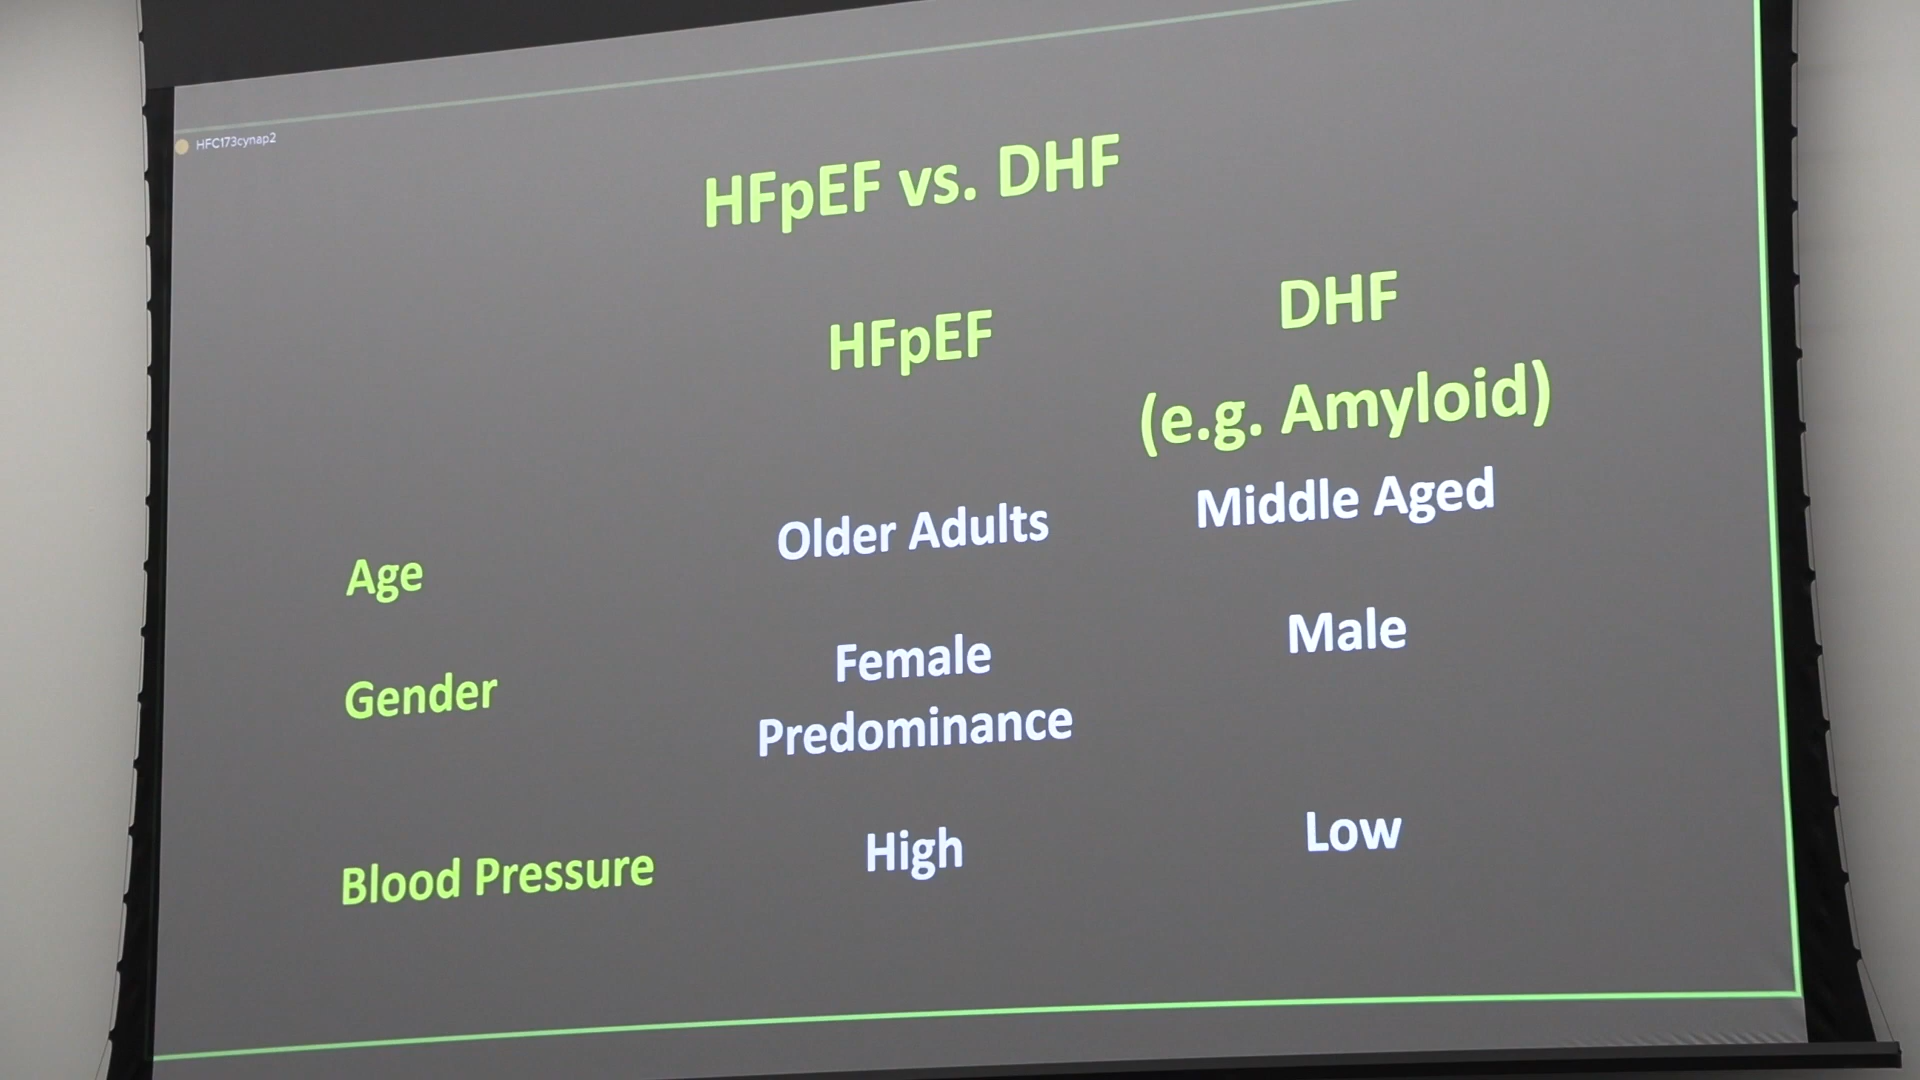 HFC173cynap2
HFpEF vs. DHF
HFpEF
DHF
(e.g. Amyloid)
Age
Older Adults
Middle Aged
Gender
Female
Predominance
Male
Blood Pressure
High
Low